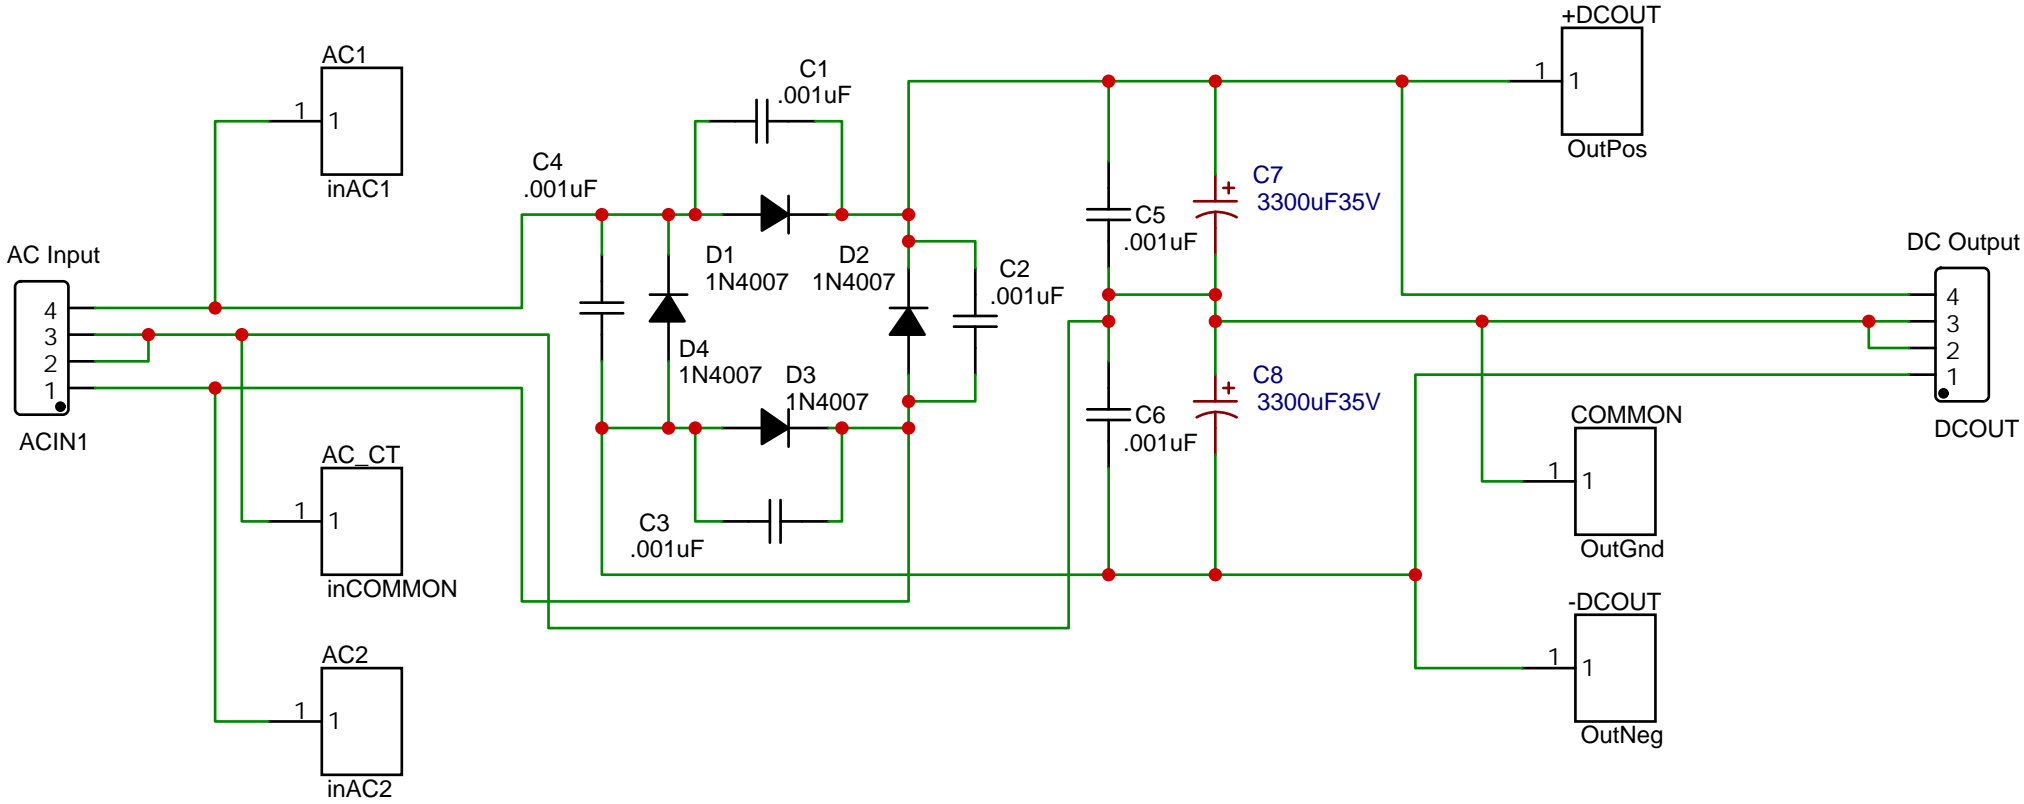 AC1
1
1
inAC1
AC Input
4
3
2
1
ACIN1
AC_CT
1
1
inCOMMON
AC2
1
1
inAC2
C1
.001uF
C4
.001uF
D1
1N4007
D2
1N4007
C2
.001uF
D4
1N4007
D3
1N4007
C3
.001uF
C5
.001uF
C6
.001uF
+
C7
3300uF35V
+
C8
3300uF35V
+DCOUT
1
1
OutPos
DC Output
4
3
2
1
DCOUT
COMMON
1
1
OutGnd
-DCOUT
1
1
OutNeg